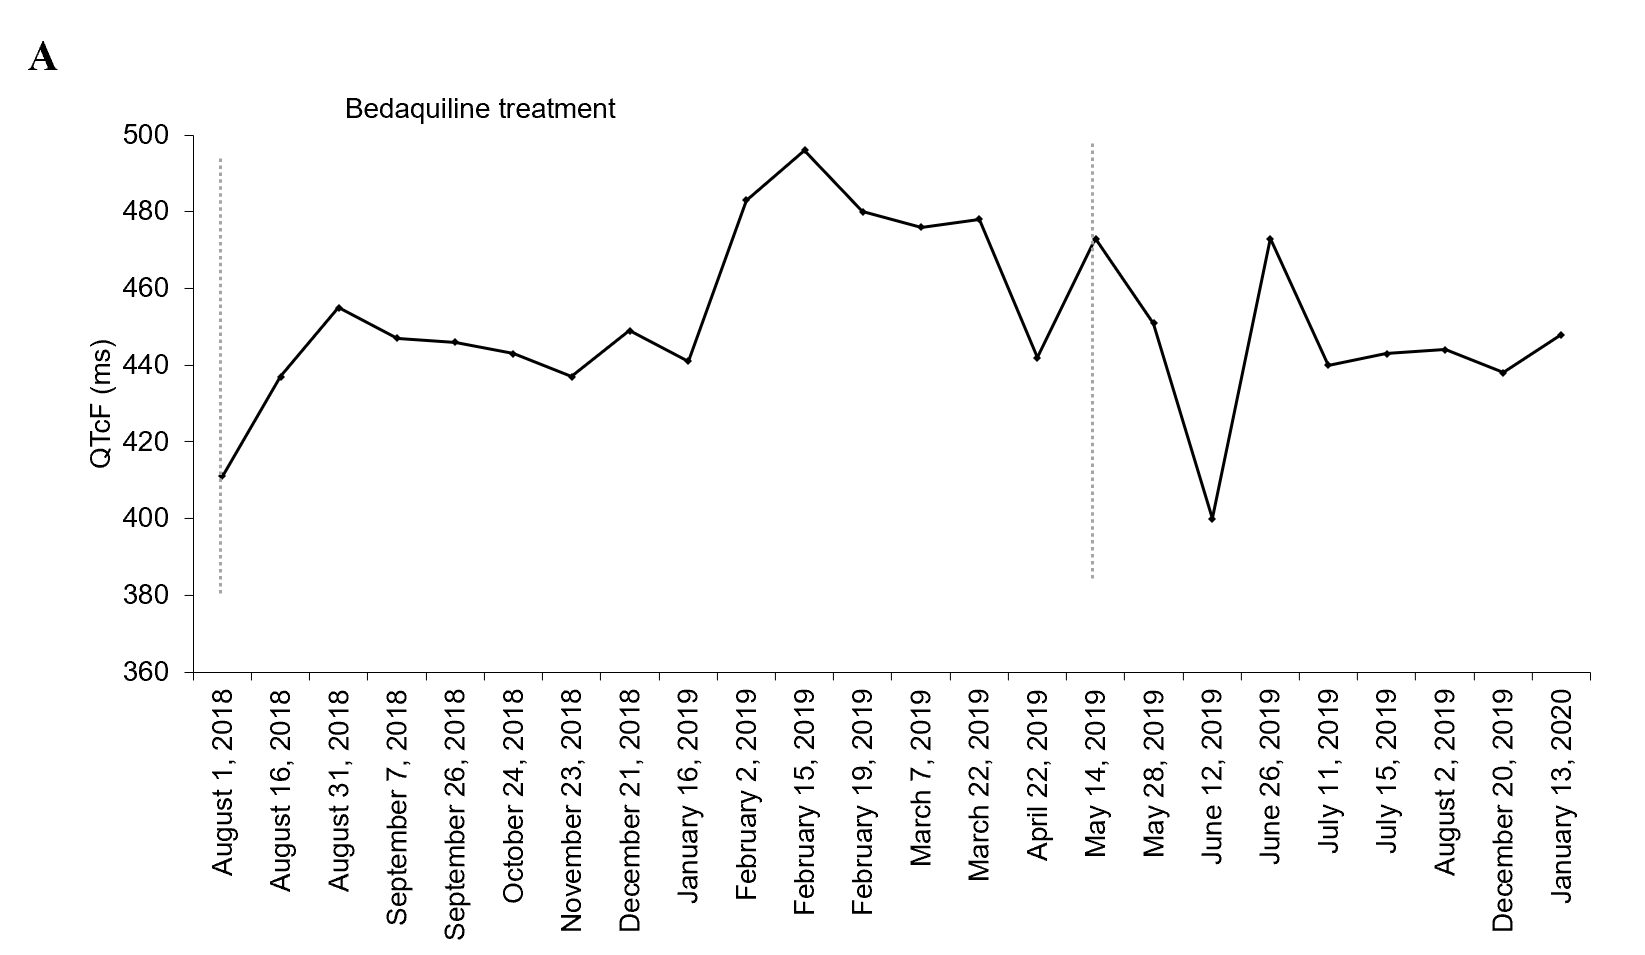 A
Bedaquiline treatment
QTcF (ms)
500
480
460
440
420
400
380
360
August 1, 2018
August 16, 2018
August 31, 2018
September 7, 2018
September 26, 2018
October 24, 2018
November 23, 2018
December 21, 2018
January 16, 2019
February 2, 2019
February 15, 2019
February 19, 2019
March 7, 2019
March 22, 2019
April 22, 2019
May 14, 2019
May 28, 2019
June 12, 2019
June 26, 2019
July 11, 2019
July 15, 2019
August 2, 2019
December 20, 2019
January 13, 2020